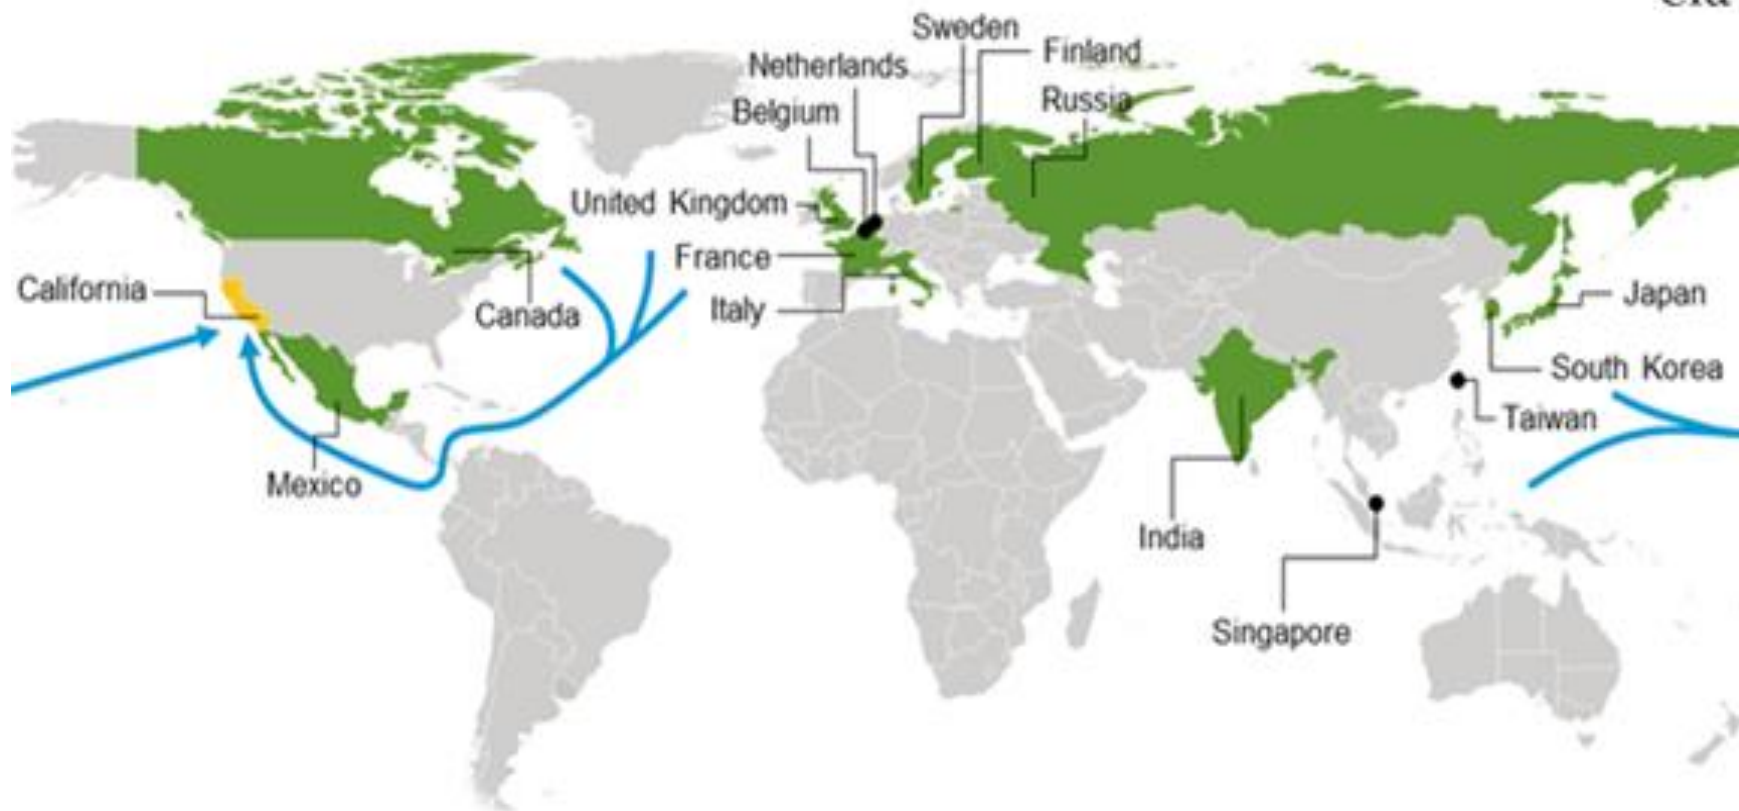 Sweden
Finland
Netherlands
Russia
Belgium
United Kingdom
France
California
Canada
Italy
Japan
South Korea
Taiwan
Mexico
India
Singapore